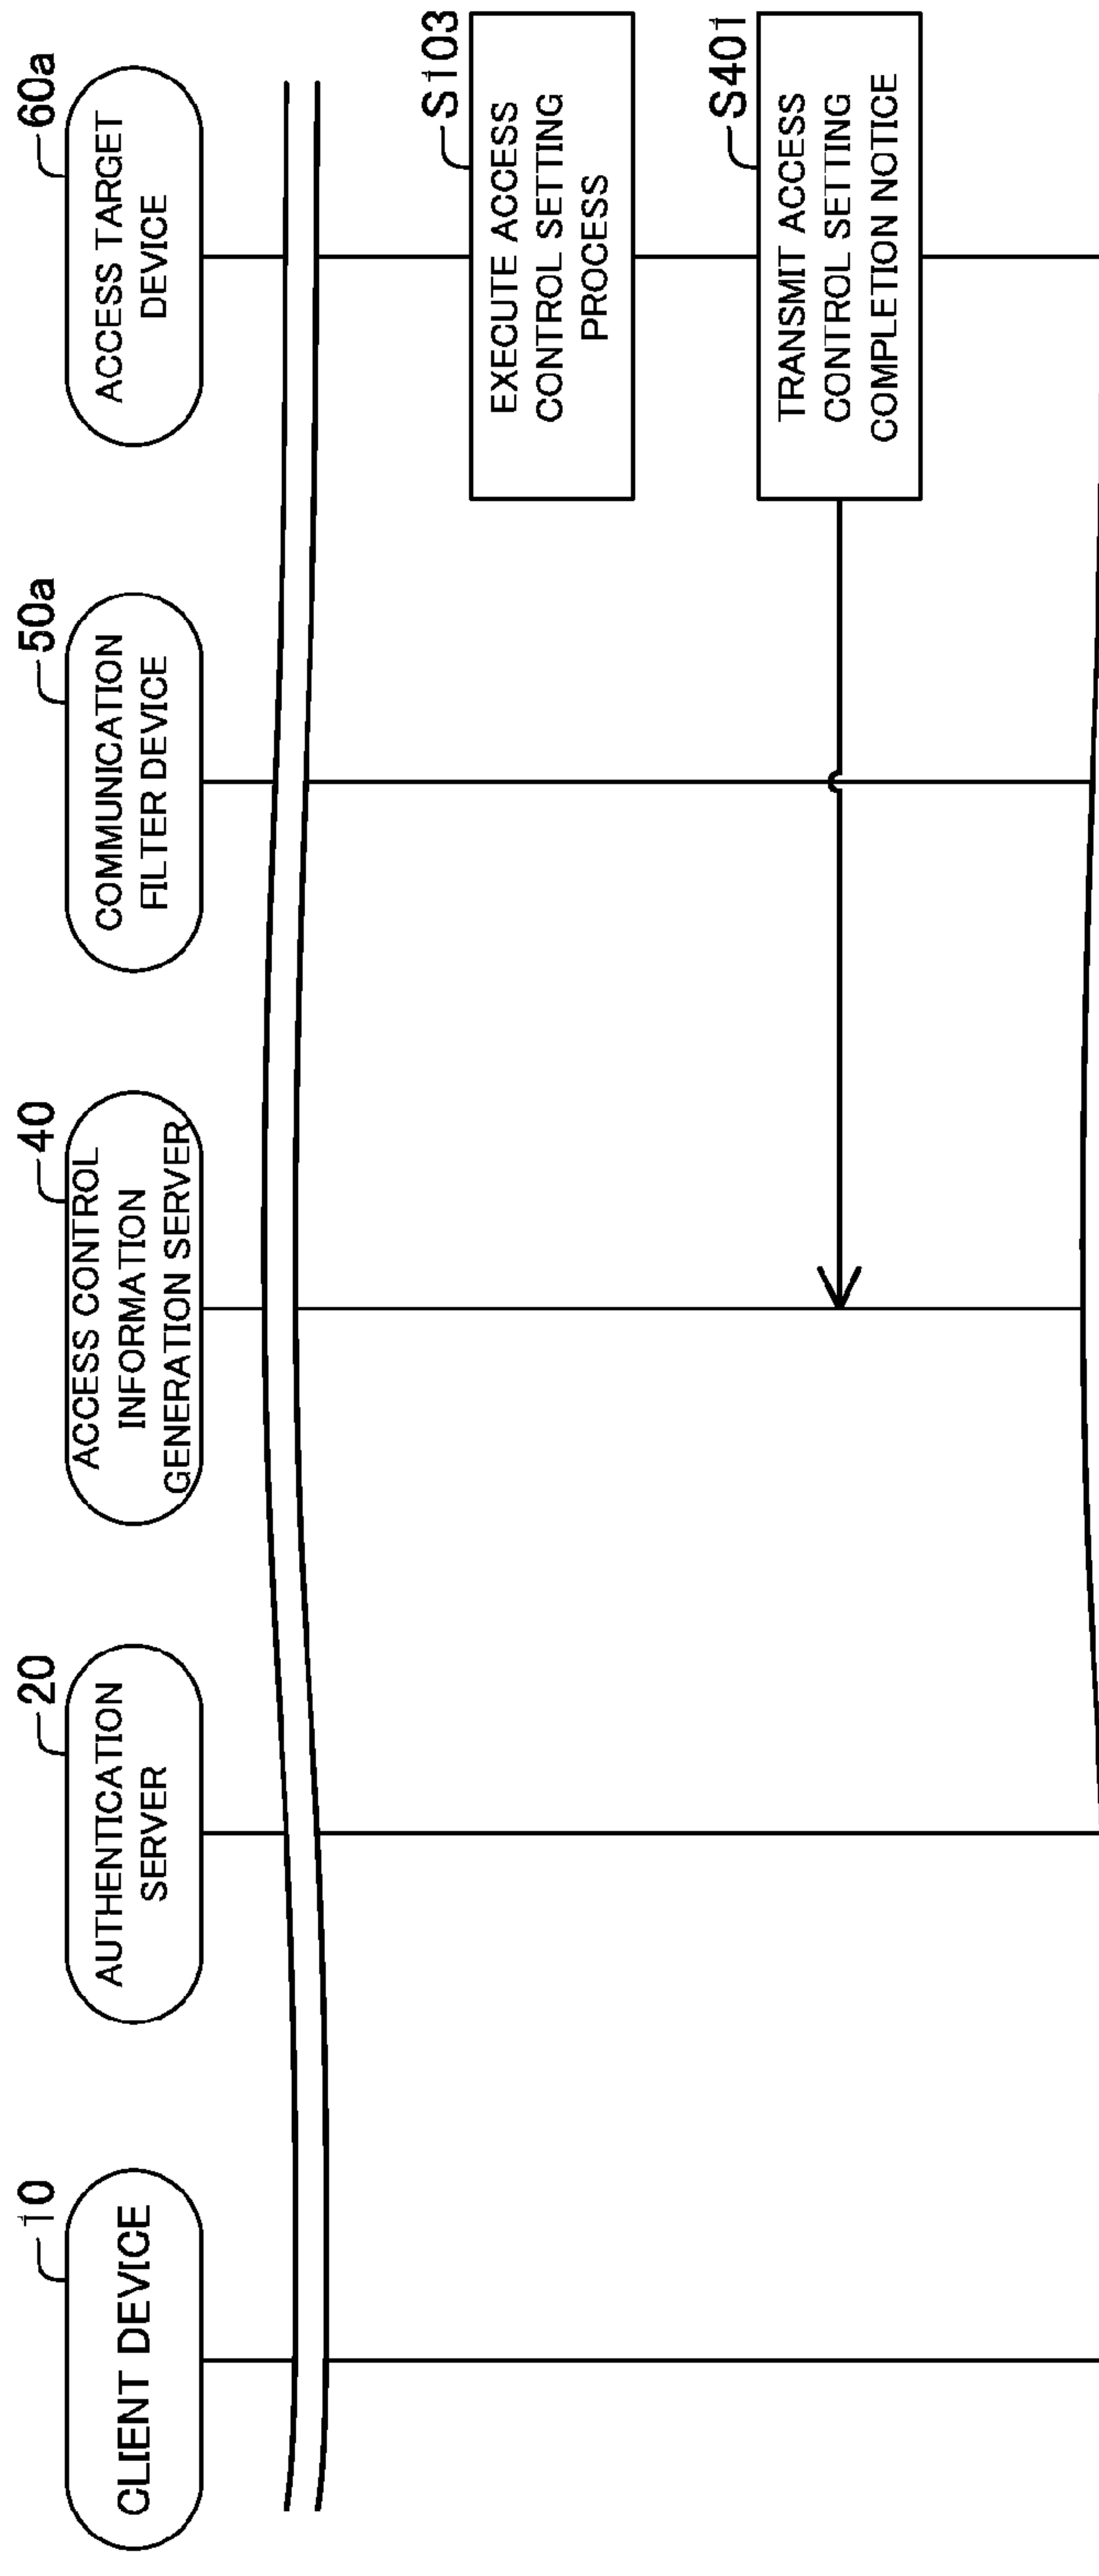 10
CLIENT DEVICE
20
AUTHENTICATION
SERVER
40
ACCESS CONTROL
INFORMATION
GENERATION SERVER
50a
COMMUNICATION
FILTER DEVICE
60a
ACCESS TARGET
DEVICE
S103
EXECUTE ACCESS
CONTROL SETTING
PROCESS
S401
TRANSMIT ACCESS
CONTROL SETTING
COMPLETION NOTICE